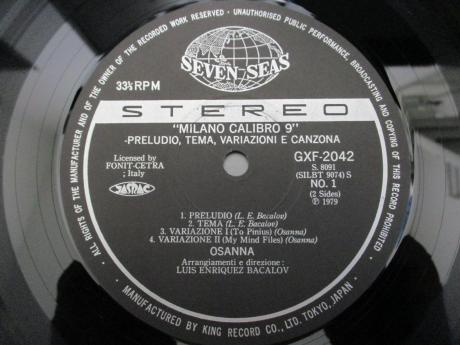 ALL RIGHTS OF THE MANUFACTURER AND OF THE OWNER OF THE RECORDED WORK RESERVED - UNAUTHORISED PUBLIC PERFORMANCE, BROADCASTING AND COPYING OF THIS RECORD PROHIBITED
SEVEN SEAS
33⅓RPM
STEREO
"MILANO CALIBRO 9"
-PRELUDIO, TEMA, VARIAZIONI E CANZONA
Licensed by
FONIT-CETRA
; Italy
JASRAC
GXF-2042
S. 8091
(SILBT 9074) S
NO. 1
(2 Sides)
Ⓟ 1979
1. PRELUDIO (L. E. Bacalov)
2. TEMA (L. E. Bacalov)
3. VARIAZIONE I (To Pinius) (Osanna)
4. VARIAZIONE II (My Mind Files) (Osanna)
OSANNA
Arrangiamenti e direzione :
LUIS ENRIQUEZ BACALOV
MANUFACTURED BY KING RECORD CO., LTD. TOKYO, JAPAN